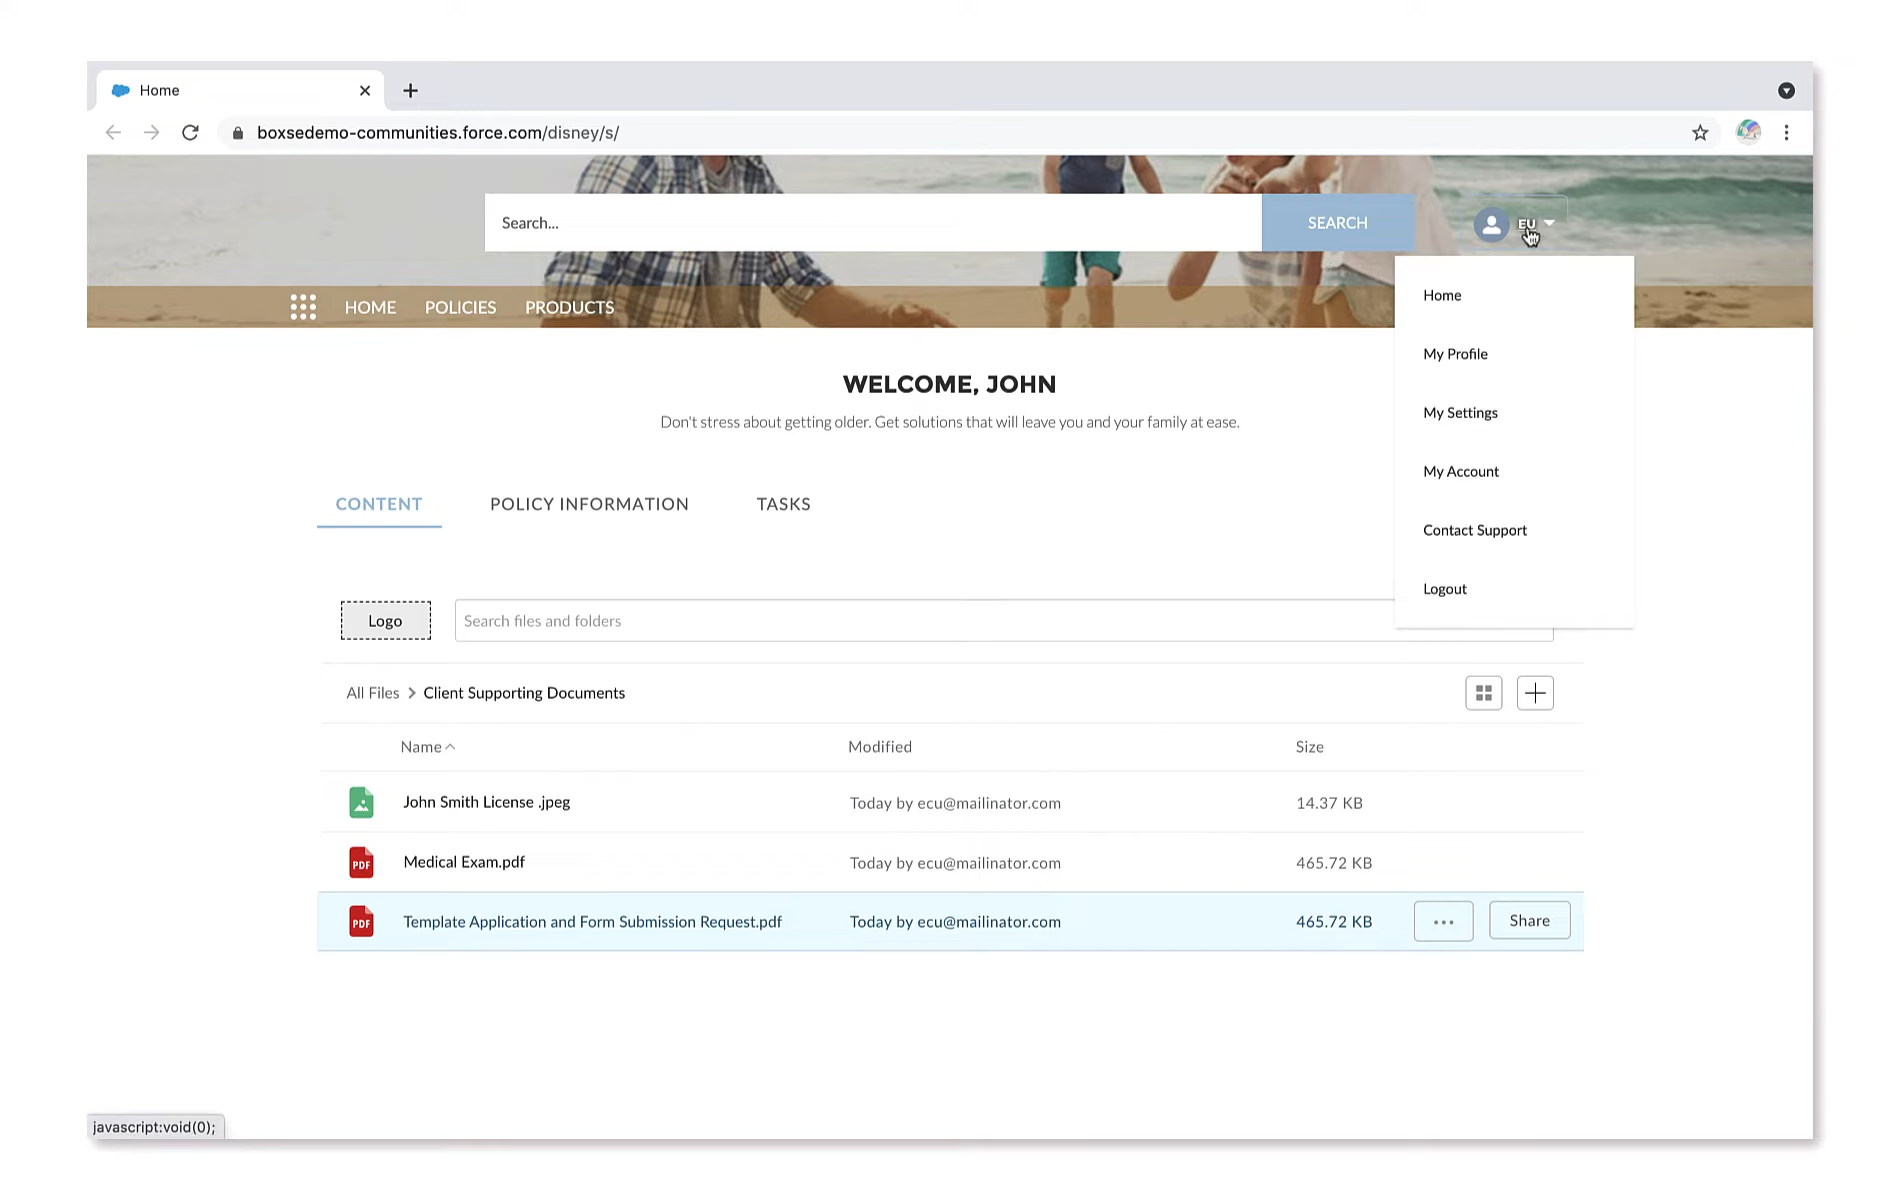 Home
boxsedemo-communities.force.com/disney/s/
Search...
SEARCH
EU
HOME
POLICIES
PRODUCTS
Home
My Profile
My Settings
My Account
Contact Support
Logout
WELCOME, JOHN
Don't stress about getting older. Get solutions that will leave you and your family at ease.
CONTENT
POLICY INFORMATION
TASKS
Logo
Search files and folders
All Files > Client Supporting Documents
Name
Modified
Size
John Smith License .jpeg
Today by ecu@mailinator.com
14.37 KB
PDF
Medical Exam.pdf
Today by ecu@mailinator.com
465.72 KB
PDF
Template Application and Form Submission Request.pdf
Today by ecu@mailinator.com
465.72 KB
...
Share
javascript:void(0);